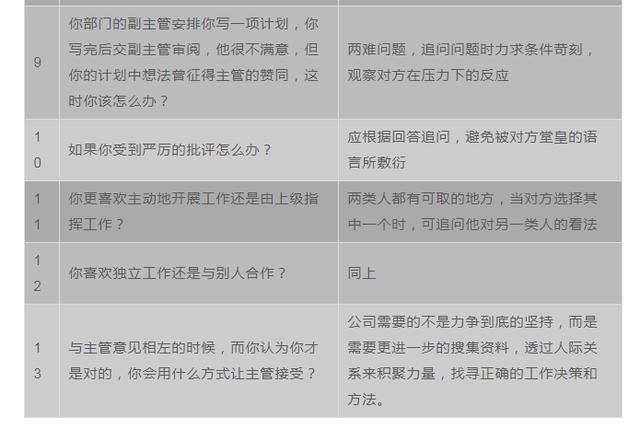 9
你部门的副主管安排你写一项计划，你
写完后交副主管审阅，他很不满意，但
你的计划中想法曾征得主管的赞同，这
时你该怎么办？
两难问题，追问问题时力求条件苛刻，
观察对方在压力下的反应
1
0
如果你受到严厉的批评怎么办？
应根据回答追问，避免被对方堂皇的语
言所敷衍
1
1
你更喜欢主动地开展工作还是由上级指
挥工作？
两类人都有可取的地方，当对方选择其
中一个时，可追问他对另一类人的看法
1
2
你喜欢独立工作还是与别人合作？
同上
1
3
与主管意见相左的时候，而你认为你才
是对的，你会用什么方式让主管接受？
公司需要的不是力争到底的坚持，而是
需要更进一步的搜集资料，透过人际关
系来积聚力量，找寻正确的工作决策和
方法。